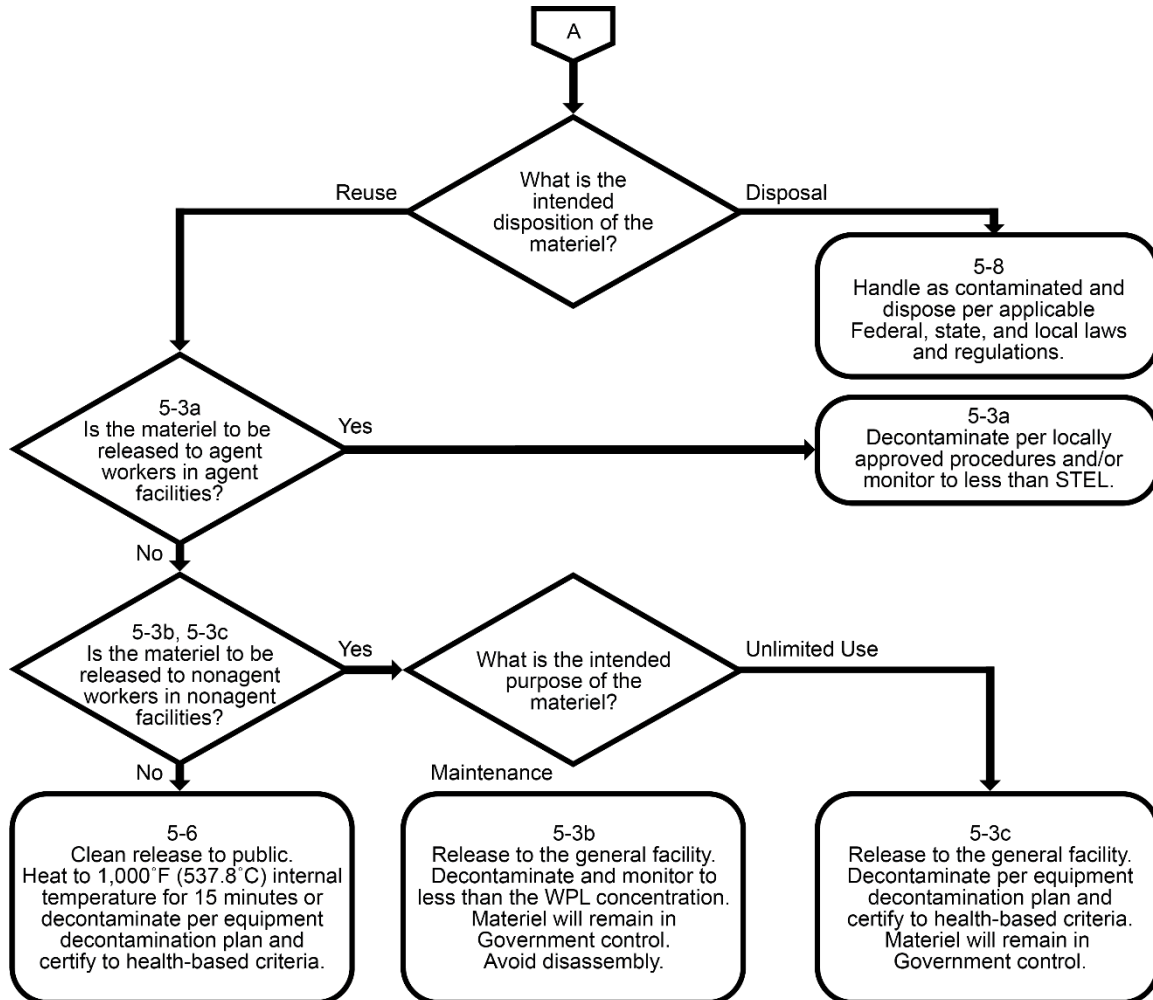 A
What is the
intended
disposition of the
materiel?
Reuse
Disposal
5-8
Handle as contaminated and
dispose per applicable
Federal, state, and local laws
and regulations.
5-3a
Is the materiel to be
released to agent
workers in agent
facilities?
Yes
5-3a
Decontaminate per locally
approved procedures and/or
monitor to less than STEL.
No
5-3b, 5-3c
Is the materiel to be
released to nonagent
workers in nonagent
facilities?
Yes
What is the intended
purpose of the
materiel?
Unlimited Use
No
Maintenance
5-6
Clean release to public.
Heat to 1,000°F (537.8°C) internal
temperature for 15 minutes or
decontaminate per equipment
decontamination plan and
certify to health-based criteria.
5-3b
Release to the general facility.
Decontaminate and monitor to
less than the WPL concentration.
Materiel will remain in
Government control.
Avoid disassembly.
5-3c
Release to the general facility.
Decontaminate per equipment
decontamination plan and
certify to health-based criteria.
Materiel will remain in
Government control.